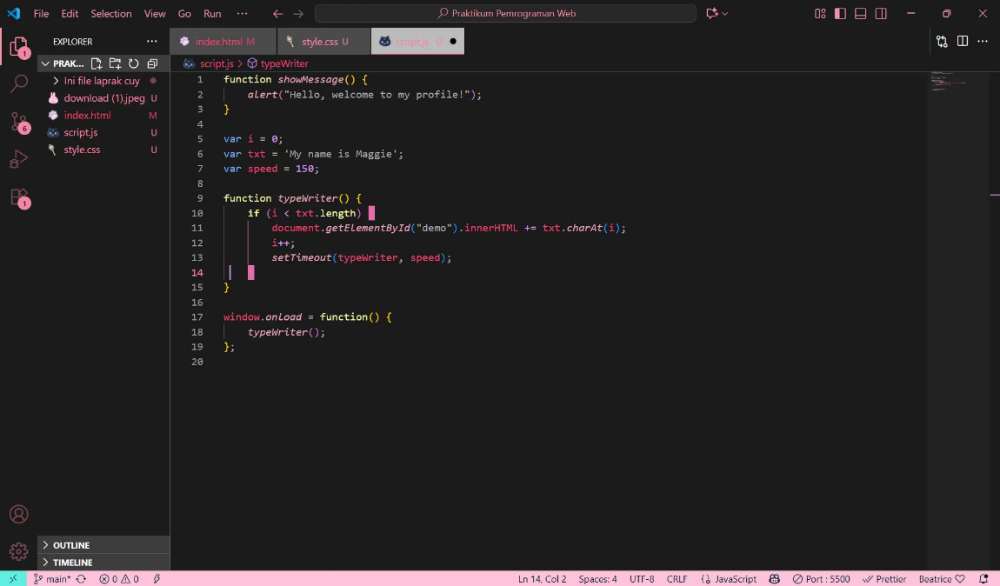 File Edit Selection View Go Run ··· Praktikum Pemrograman Web
EXPLORER ···
PRAK...
Ini file laprak cuy
download (1).jpeg U
index.html M
script.js U
style.css U
OUTLINE
TIMELINE
1
6
1
index.html M style.css U script.js U
script.js > typeWriter
1 function showMessage() {
2 alert("Hello, welcome to my profile!");
3 }
4
5 var i = 0;
6 var txt = 'My name is Maggie';
7 var speed = 150;
8
9 function typeWriter() {
10 if (i < txt.length)
11 document.getElementById("demo").innerHTML += txt.charAt(i);
12 i++;
13 setTimeout(typeWriter, speed);
14
15 }
16
17 window.onload = function() {
18 typeWriter();
19 };
20
main* 0 0 Ln 14, Col 2 Spaces: 4 UTF-8 CRLF {} JavaScript Port : 5500 Prettier Beatrice ♡